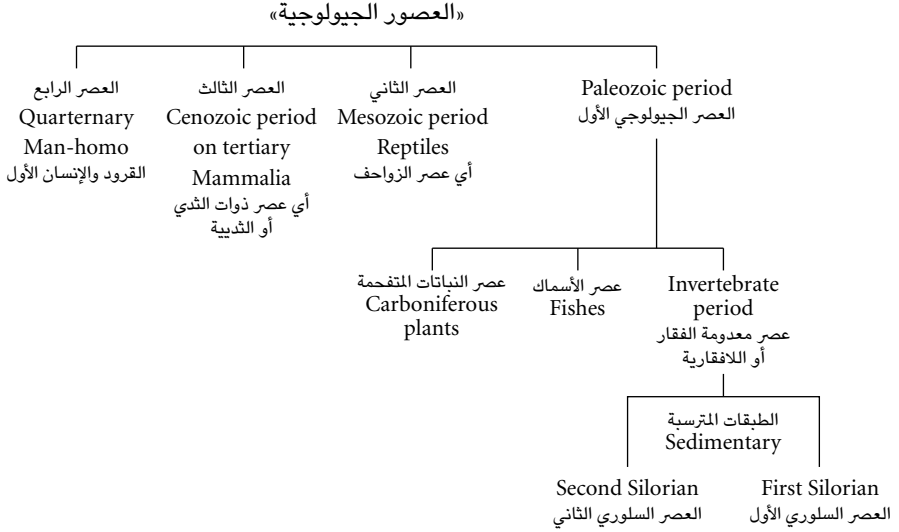 «العصور الجيولوجية»
Paleozoic period
العصر الجيولوجي الأول
العصر الثاني
Mesozoic period
Reptiles
أي عصر الزواحف
العصر الثالث
Cenozoic period
on tertiary
Mammalia
أي عصر ذوات الثدي
أو الثديية
العصر الرابع
Quarternary
Man-homo
القرود والإنسان الأول
Invertebrate
period
عصر معدومة الفقار
أو اللافقارية
عصر الأسماك
Fishes
عصر النباتات المتفحمة
Carboniferous
plants
الطبقات المترسبة
Sedimentary
First Silorian
العصر السلوري الأول
Second Silorian
العصر السلوري الثاني